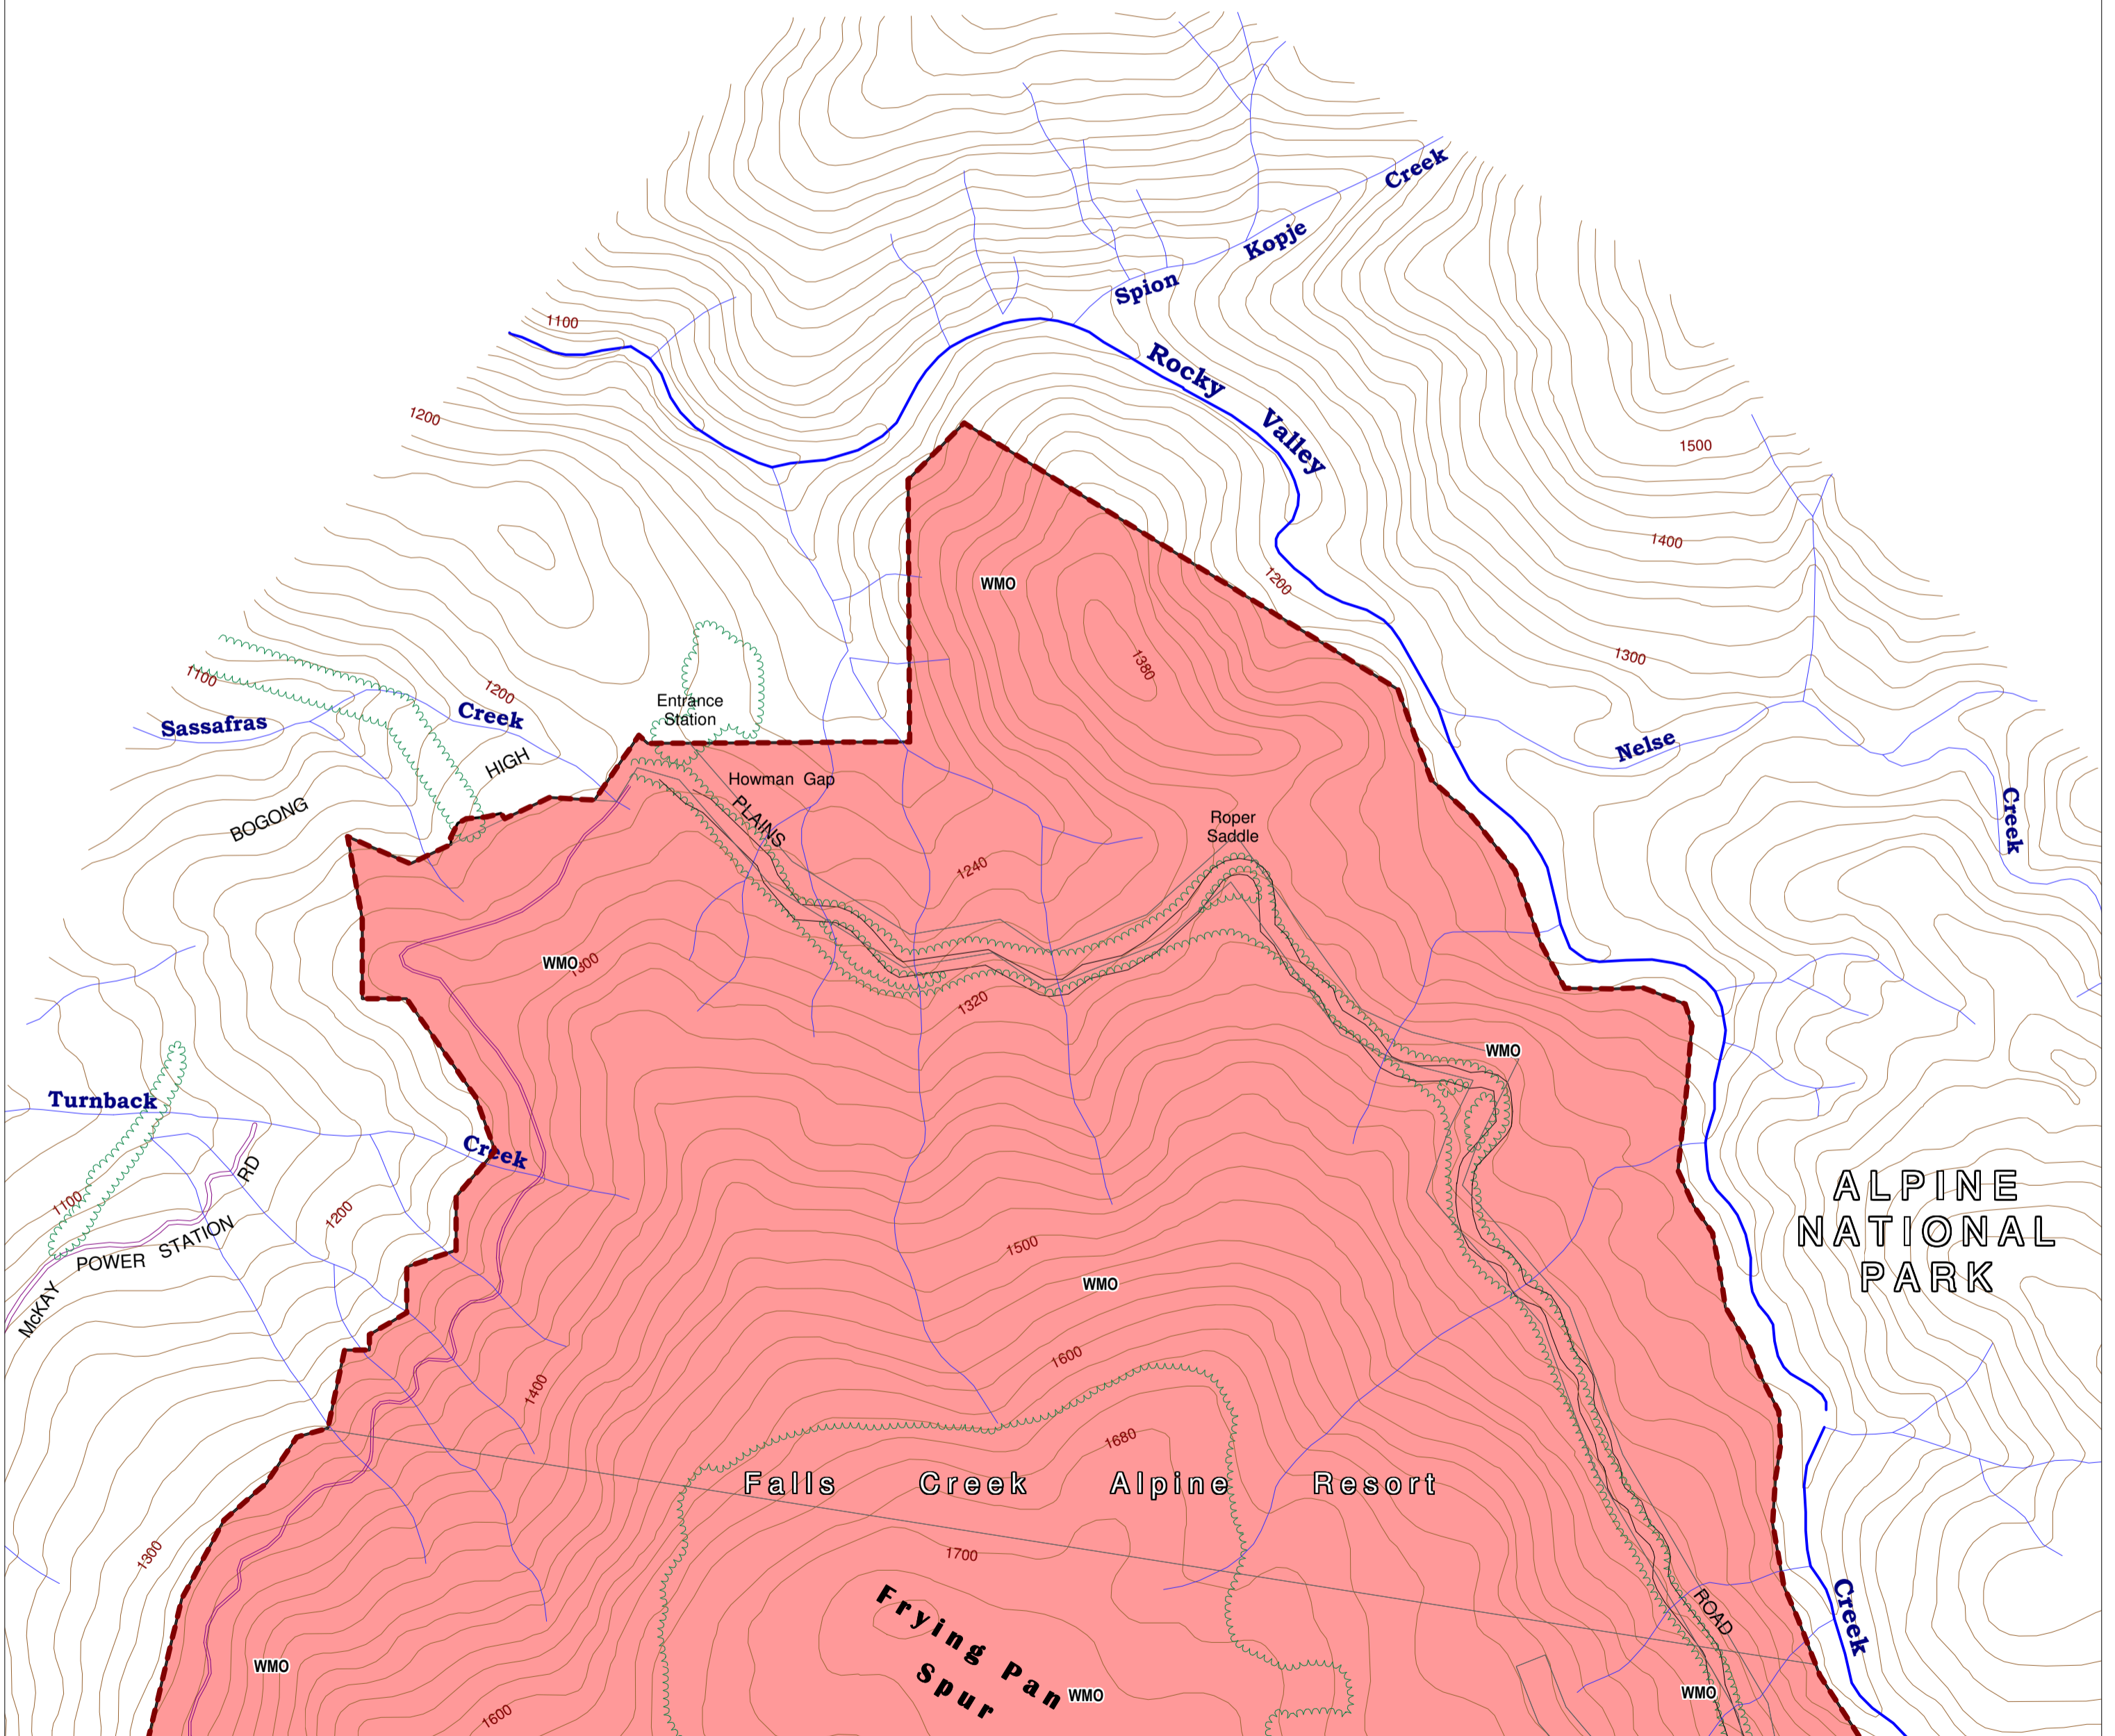 Creek
Kopje
Spion
1100
Rocky
Valley
1200
1500
1400
WMO
1200
1300
1380
1100
1200
Entrance
Station
Sassafras
Creek
Nelse
HIGH
Howman Gap
BOGONG
PLAINS
Roper
Saddle
Creek
1240
WMO
1300
1320
WMO
Turnback
Creek
RD
1100
1200
POWER STATION
McKAY
ALPINE
NATIONAL
PARK
1500
WMO
1600
1400
1680
Falls Creek Alpine Resort
1300
1700
Frying Pan
Spur
ROAD
Creek
WMO
WMO
WMO
1600